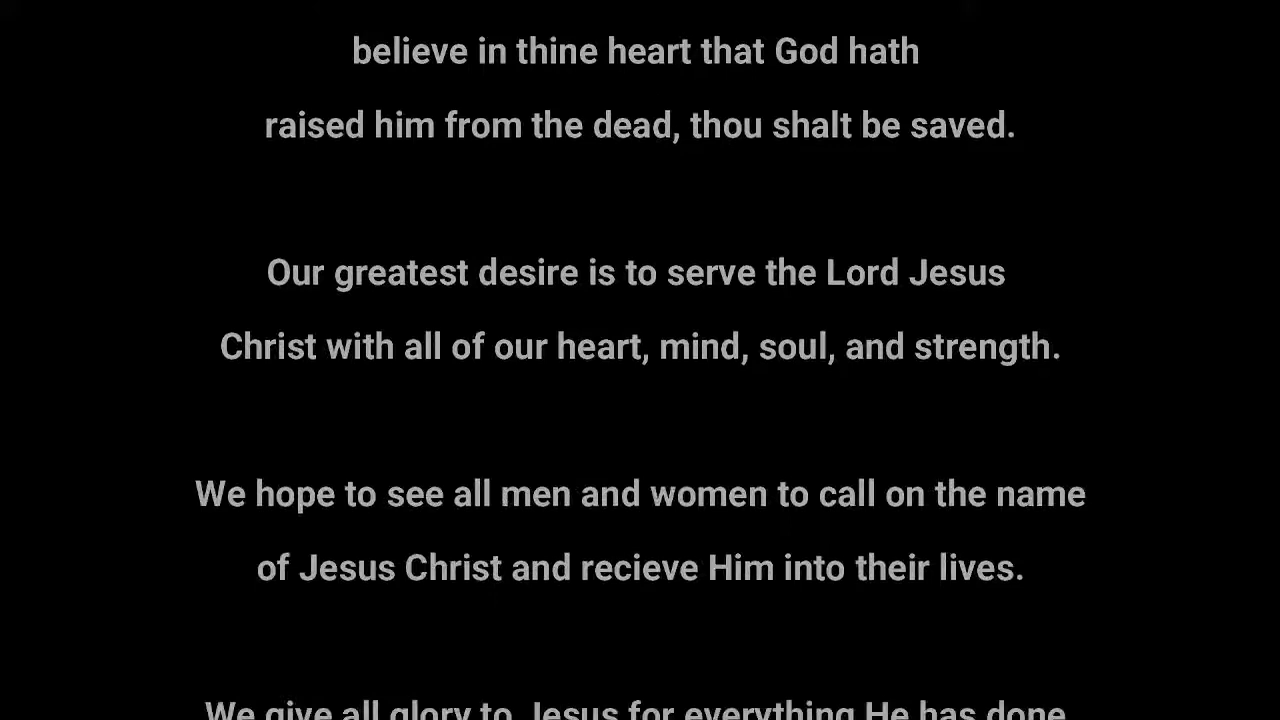 believe in thine heart that God hath
raised him from the dead, thou shalt be saved.
Our greatest desire is to serve the Lord Jesus
Christ with all of our heart, mind, soul, and strength.
We hope to see all men and women to call on the name
of Jesus Christ and recieve Him into their lives.
We give all glory to Jesus for everything He has done